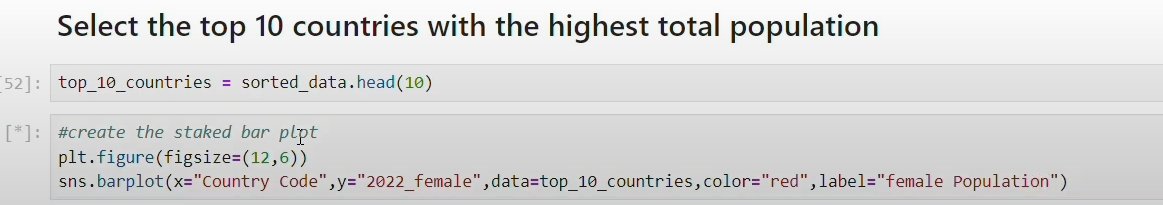 Select the top 10 countries with the highest total population
[52]: top_10_countries = sorted_data.head(10)
[*]: #create the staked bar plot
plt.figure(figsize=(12,6))
sns.barplot(x="Country Code",y="2022_female",data=top_10_countries,color="red",label="female Population")